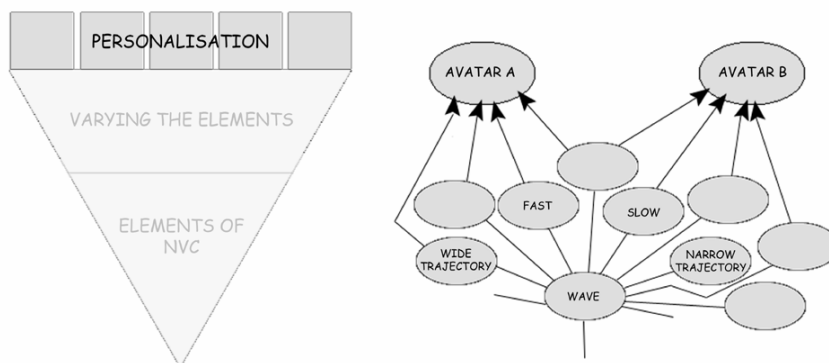 PERSONALISATION
VARYING THE ELEMENTS
ELEMENTS OF
NVC
AVATAR A
AVATAR B
FAST
SLOW
WIDE
TRAJECTORY
NARROW
TRAJECTORY
WAVE